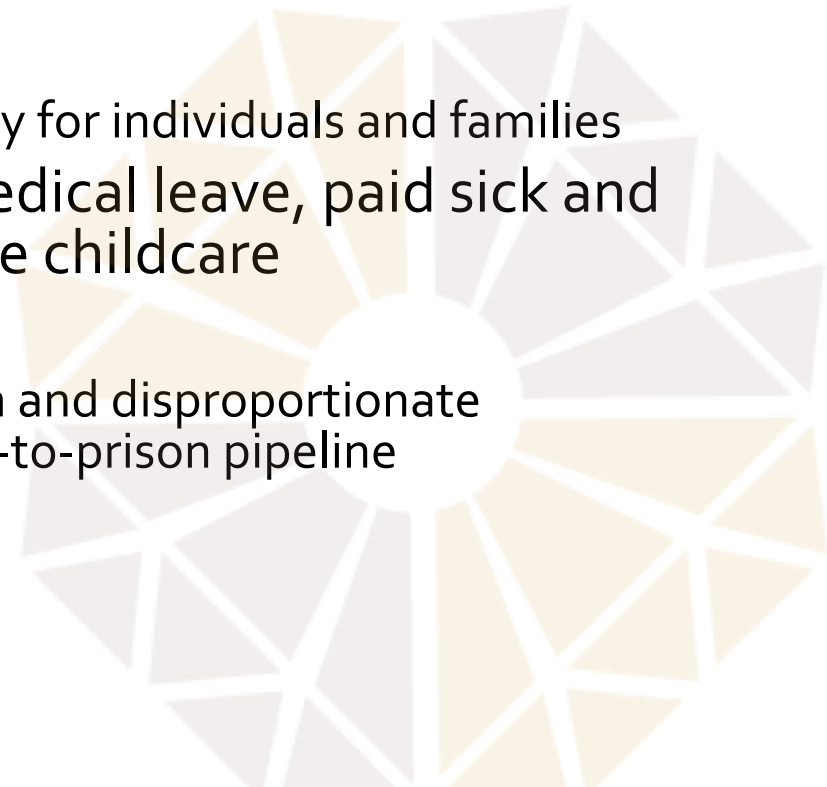 y for individuals and families
edical leave, paid sick and
e childcare
n and disproportionate
-to-prison pipeline